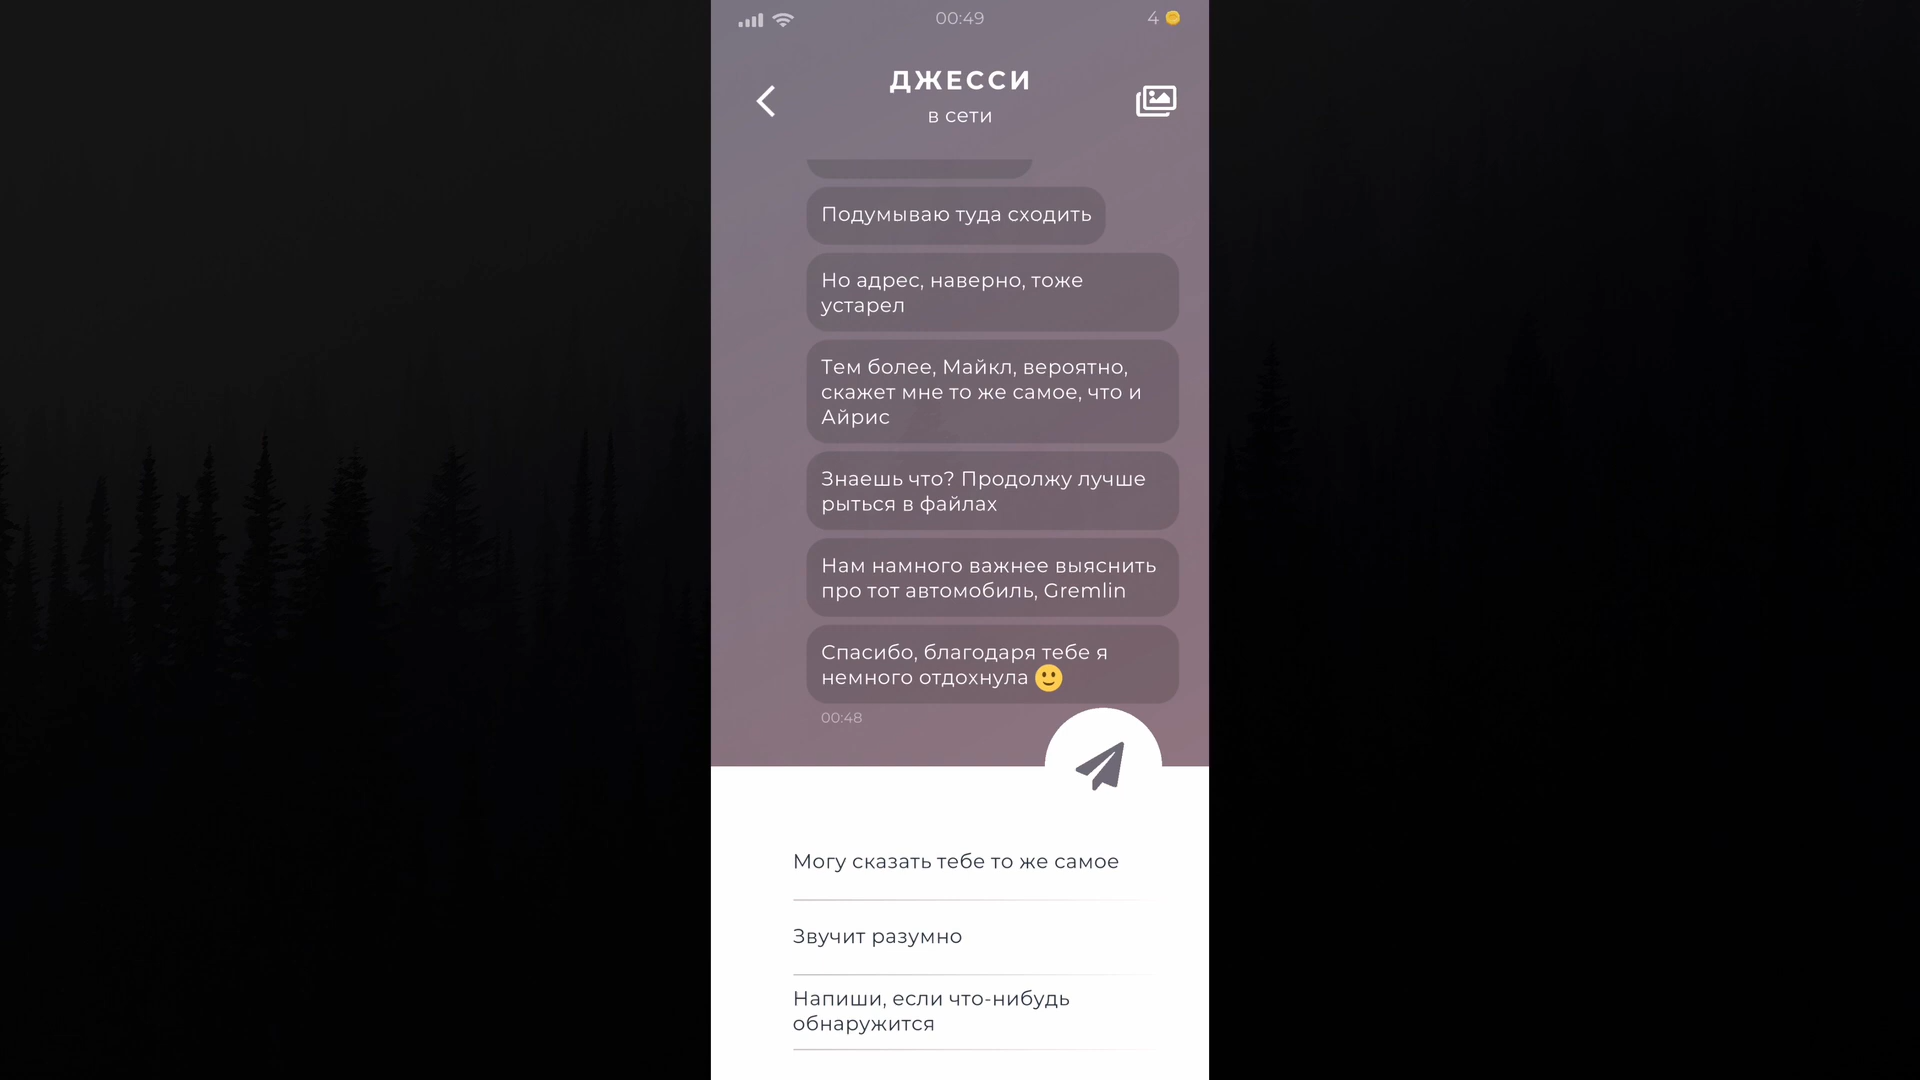 00:49
4
ДЖЕССИ
в сети
Подумываю туда сходить
Но адрес, наверно, тоже
устарел
Тем более, Майкл, вероятно,
скажет мне то же самое, что и
Айрис
Знаешь что? Продолжу лучше
рыться в файлах
Нам намного важнее выяснить
про тот автомобиль, Gremlin
Спасибо, благодаря тебе я
немного отдохнула 🙂
00:48
Могу сказать тебе то же самое
Звучит разумно
Напиши, если что-нибудь
обнаружится